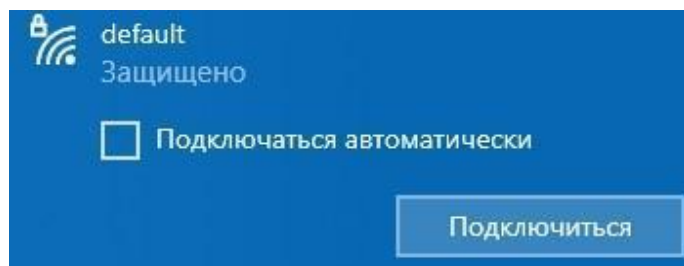 default
Защищено
Подключаться автоматически
Подключиться